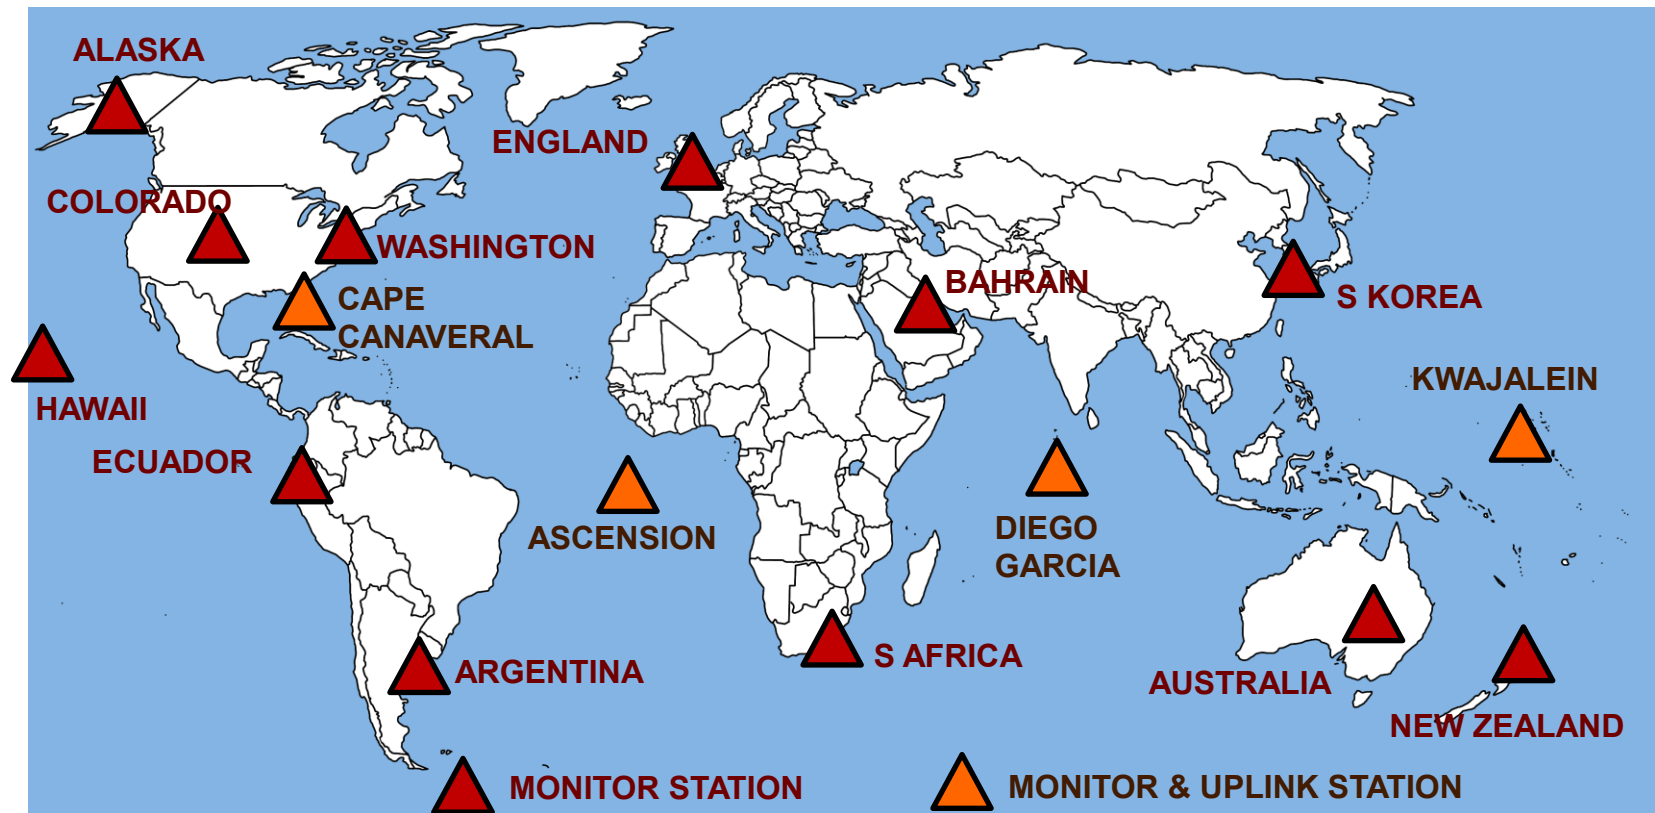 ALASKA
ENGLAND
COLORADO
WASHINGTON
BAHRAIN
CAPE
CANAVERAL
S KOREA
HAWAII
KWAJALEIN
ECUADOR
ASCENSION
DIEGO
GARCIA
S AFRICA
ARGENTINA
AUSTRALIA
NEW ZEALAND
MONITOR STATION
MONITOR & UPLINK STATION